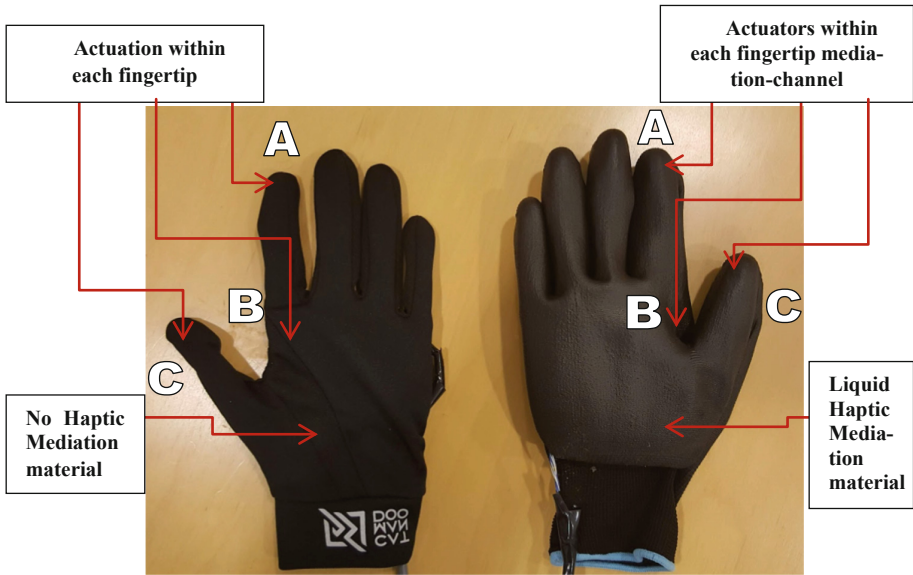 Actuation within
each fingertip
Actuators within
each fingertip media-
tion-channel
A
A
B
B
C
C
No Haptic
Mediation
material
Liquid
Haptic
Media-
tion
material
CAT
MAN
DOO